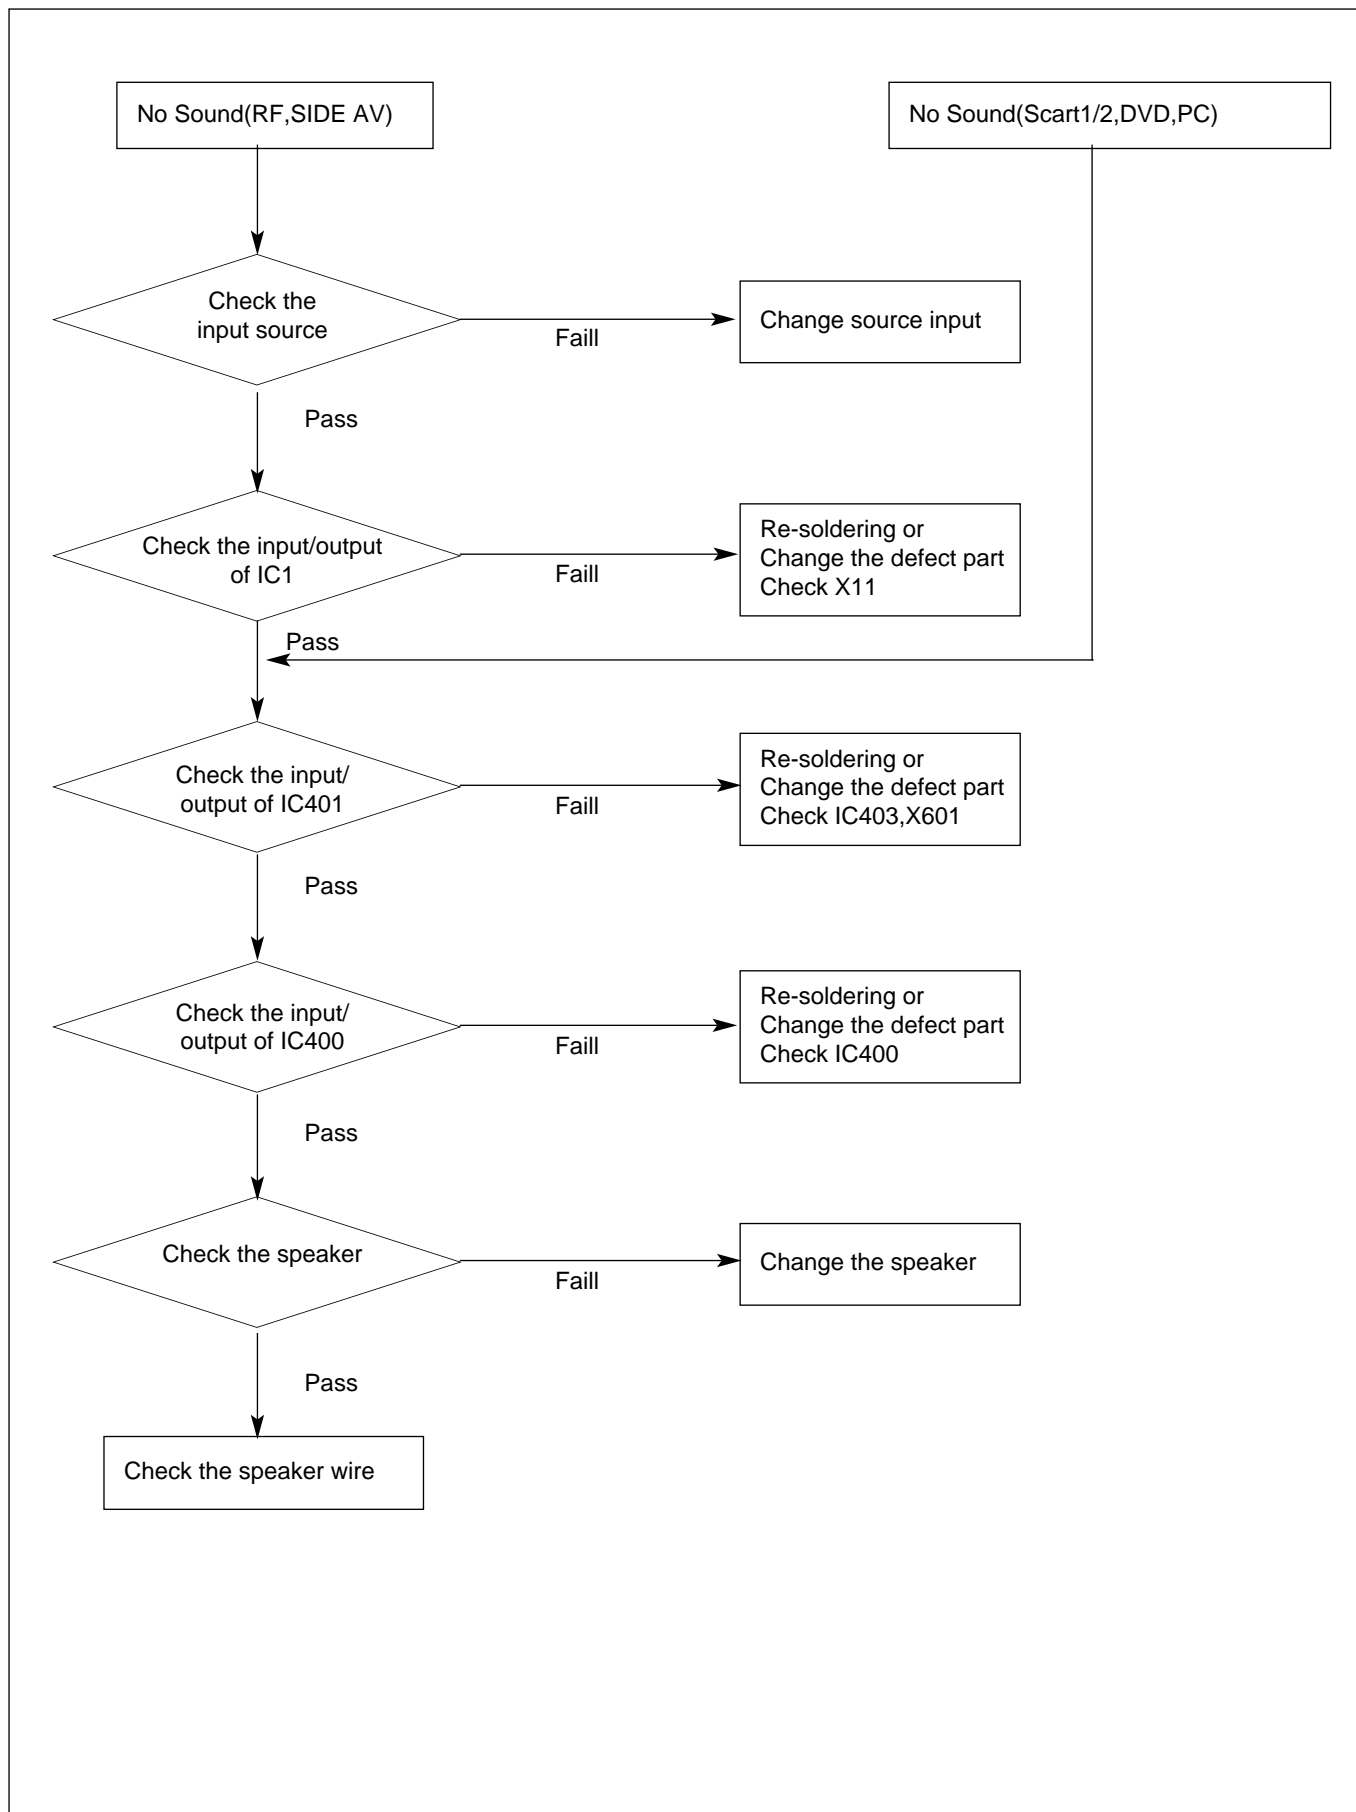 No Sound(RF,SIDE AV)
No Sound(Scart1/2,DVD,PC)
Check the
input source
Faill
Change source input
Pass
Check the input/output
of IC1
Faill
Re-soldering or
Change the defect part
Check X11
Pass
Check the input/
output of IC401
Faill
Re-soldering or
Change the defect part
Check IC403,X601
Pass
Check the input/
output of IC400
Faill
Re-soldering or
Change the defect part
Check IC400
Pass
Check the speaker
Faill
Change the speaker
Pass
Check the speaker wire